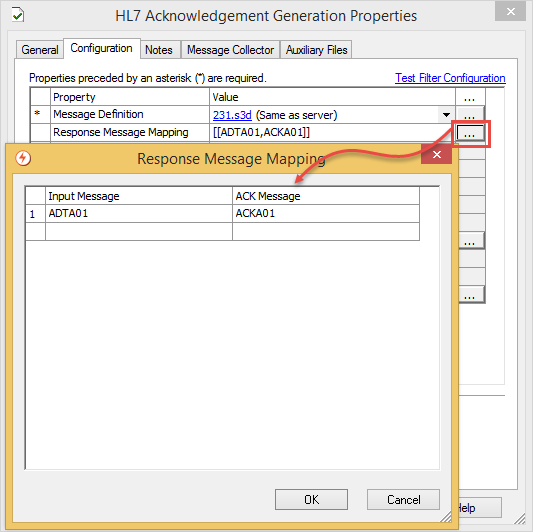 HL7 Acknowledgement Generation Properties
General Configuration Notes Message Collector Auxiliary Files
Properties preceded by an asterisk (*) are required. Test Filter Configuration
Property Value ...
* Message Definition 231.s3d (Same as server) ...
Response Message Mapping [[ADTA01,ACKA01]] ...
Response Message Mapping
Input Message ACK Message
1 ADTA01 ACKA01
...
...
OK Cancel